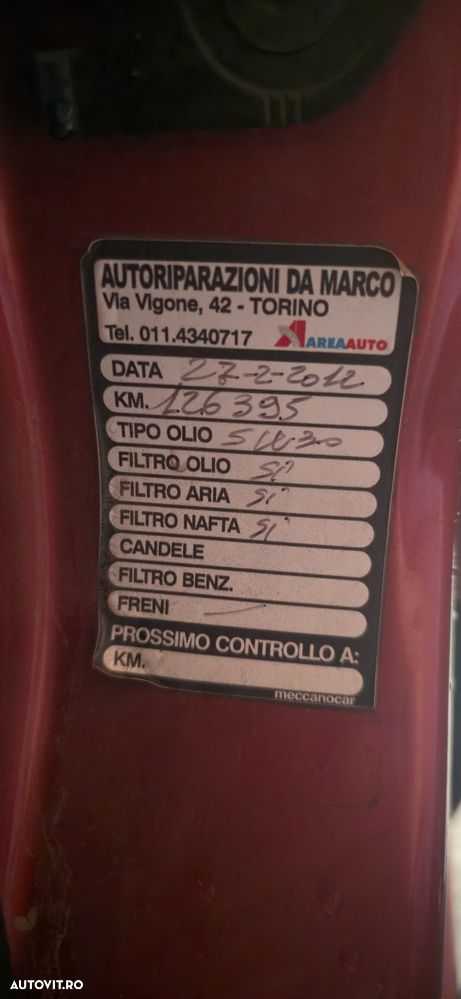 AUTORIPARAZIONI DA MARCO
Via Vigone, 42 - TORINO
Tel. 011.4340717 AREAAUTO
DATA 27-2-2012
KM. 126395
TIPO OLIO 5W30
FILTRO OLIO Si
FILTRO ARIA Si
FILTRO NAFTA Si
CANDELE
FILTRO BENZ.
FRENI —
PROSSIMO CONTROLLO A:
KM.
meccanocar
AUTOVIT.RO